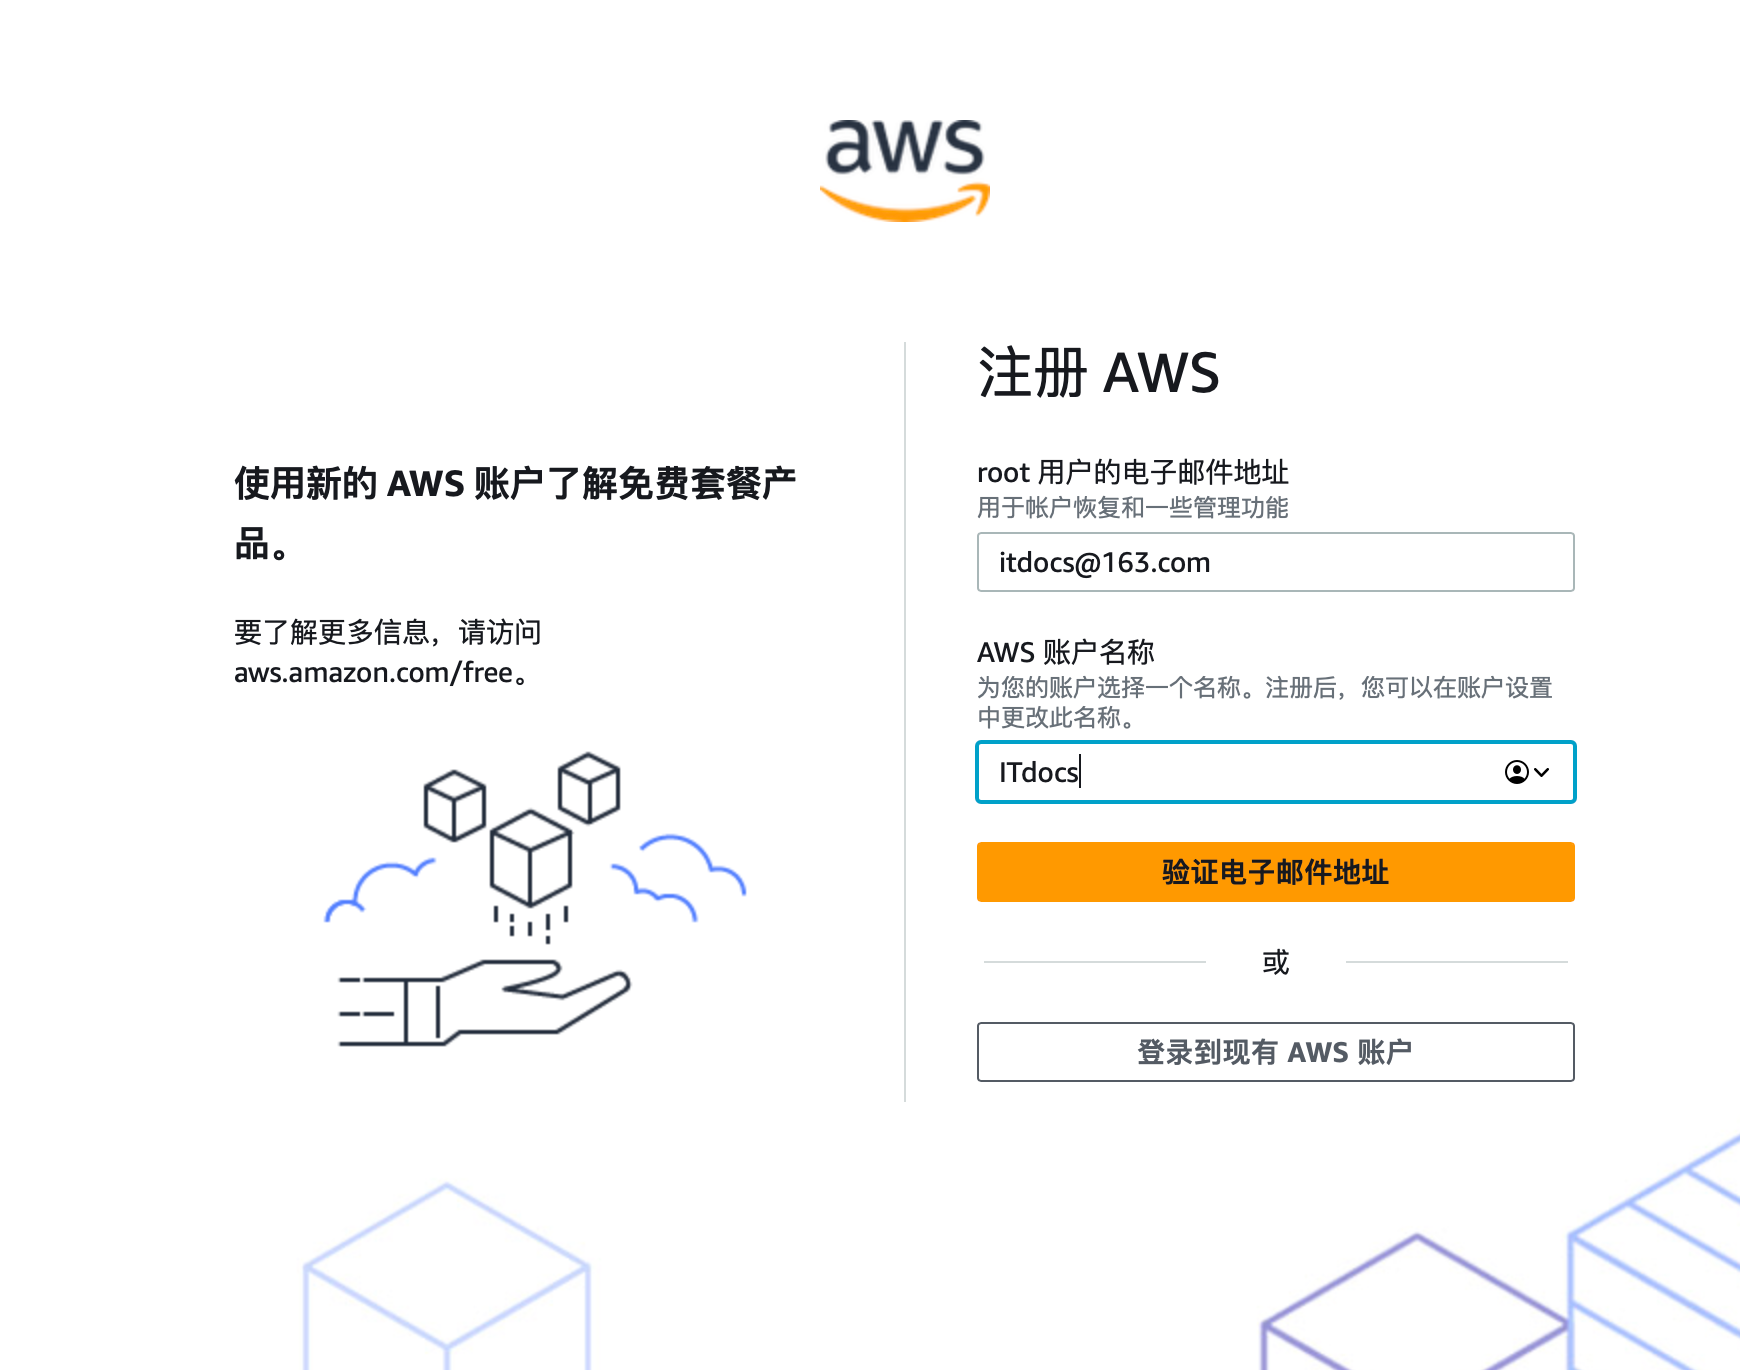 aws
使用新的 AWS 账户了解免费套餐产
品。
要了解更多信息，请访问
aws.amazon.com/free。
注册 AWS
root 用户的电子邮件地址
用于帐户恢复和一些管理功能
itdocs@163.com
AWS 账户名称
为您的账户选择一个名称。注册后，您可以在账户设置
中更改此名称。
ITdocs
验证电子邮件地址
或
登录到现有 AWS 账户